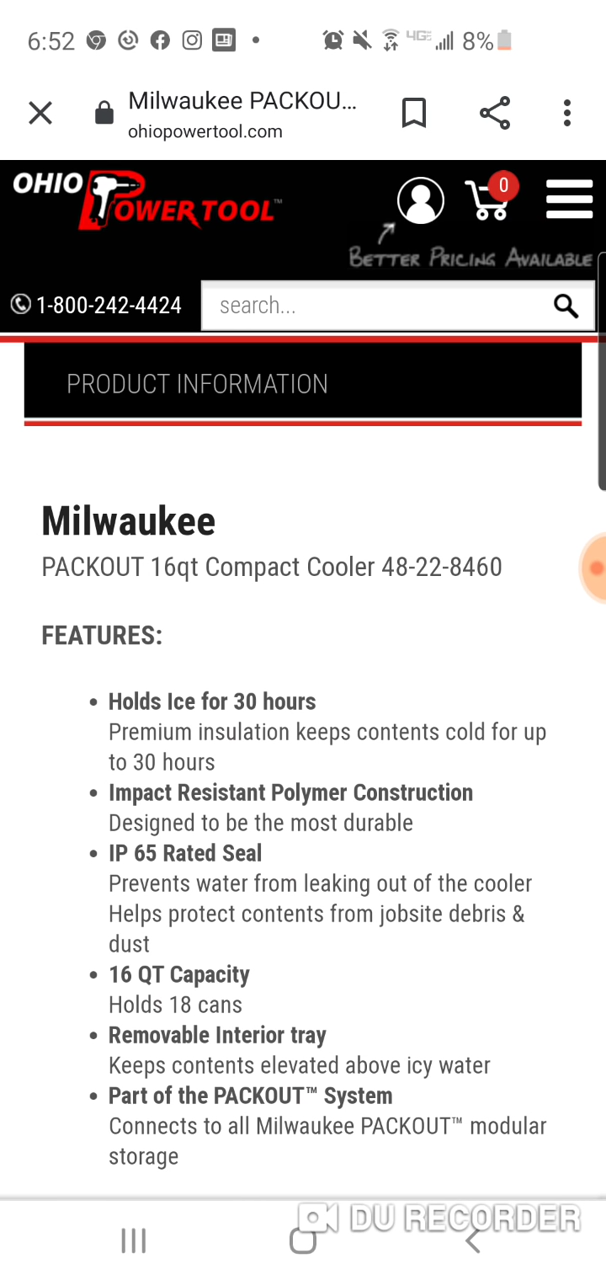 6:52
4GE 8%
Milwaukee PACKOU...
ohiopowertool.com
OHIO
POWER TOOL™
0
BETTER PRICING AVAILABLE
1-800-242-4424
search...
PRODUCT INFORMATION
Milwaukee
PACKOUT 16qt Compact Cooler 48-22-8460
FEATURES:
• Holds Ice for 30 hours
Premium insulation keeps contents cold for up
to 30 hours
• Impact Resistant Polymer Construction
Designed to be the most durable
• IP 65 Rated Seal
Prevents water from leaking out of the cooler
Helps protect contents from jobsite debris &
dust
• 16 QT Capacity
Holds 18 cans
• Removable Interior tray
Keeps contents elevated above icy water
• Part of the PACKOUT™ System
Connects to all Milwaukee PACKOUT™ modular
storage
DU RECORDER